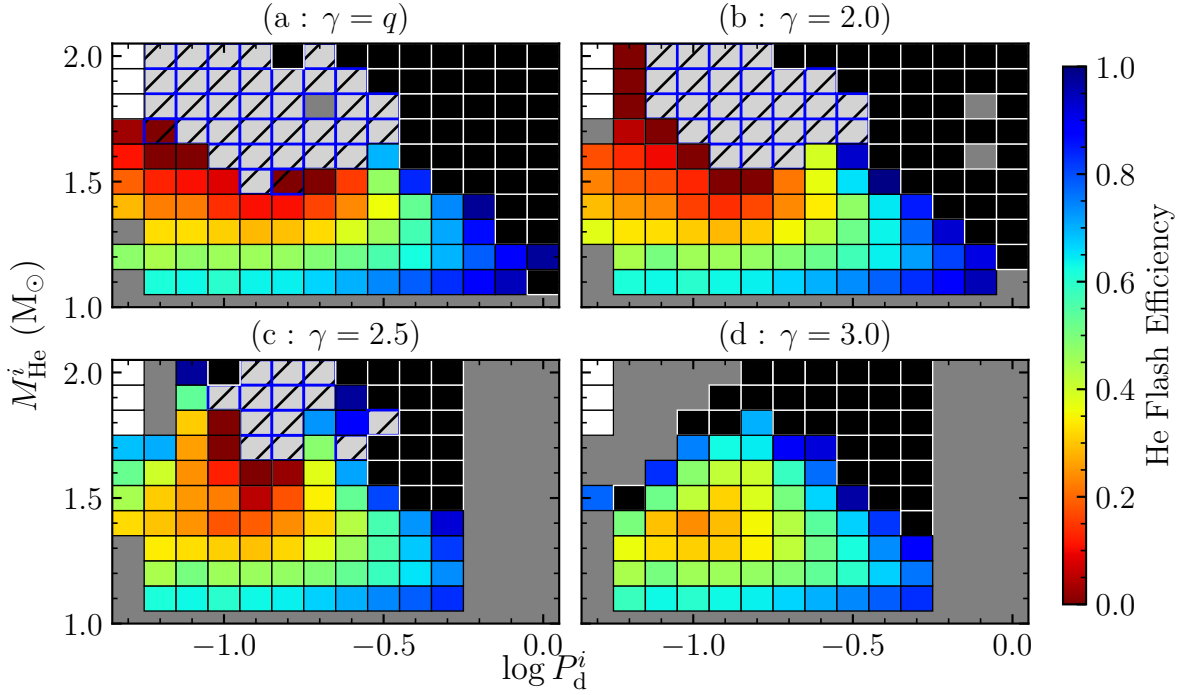 (a : γ = q)
(b : γ = 2.0)
2.0
1.5
1.0
(c : γ = 2.5)
(d : γ = 3.0)
2.0
1.5
1.0
−1.0
−0.5
0.0
−1.0
−0.5
0.0
M^i_He (M_⊙)
log P^i_d
1.0
0.8
0.6
0.4
0.2
0.0
He Flash Efficiency